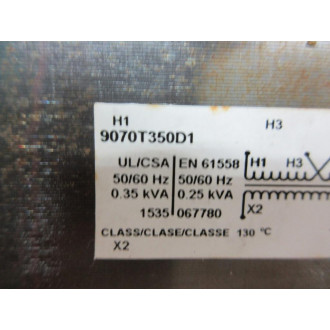 H1 H3
9070T350D1
UL/CSA EN 61558 H1 H3
50/60 Hz 50/60 Hz
0.35 kVA 0.25 kVA
1535 067780 X2
CLASS/CLASE/CLASSE 130 °C
X2